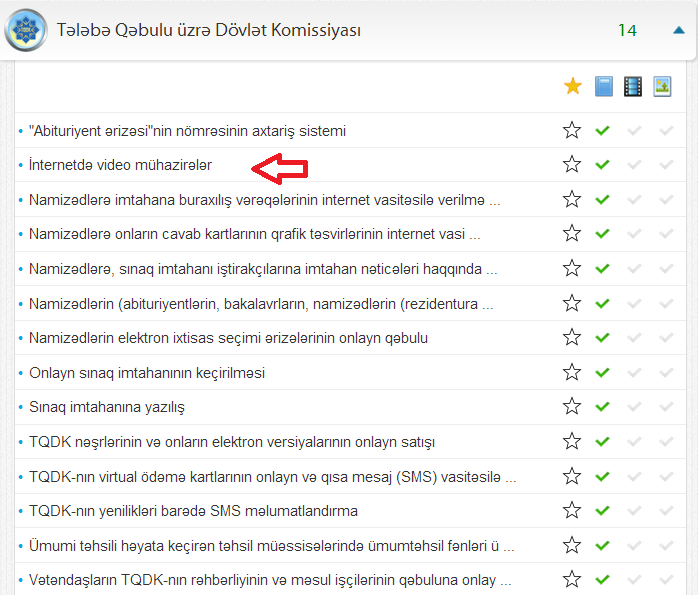 Tələbə Qəbulu üzrə Dövlət Komissiyası 14
"Abituriyent ərizəsi"nin nömrəsinin axtariş sistemi
İnternetdə video mühazirələr
Namizədlərə imtahana buraxılış vərəqələrinin internet vasitəsilə verilmə ...
Namizədlərə onların cavab kartlarının qrafik təsvirlərinin internet vasi ...
Namizədlərə, sınaq imtahanı iştirakçılarına imtahan nəticələri haqqında ...
Namizədlərin (abituriyentlərin, bakalavrların, namizədlərin (rezidentura ...
Namizədlərin elektron ixtisas seçimi ərizələrinin onlayn qəbulu
Onlayn sınaq imtahanının keçirilməsi
Sınaq imtahanına yazılış
TQDK nəşrlərinin və onların elektron versiyalarının onlayn satışı
TQDK-nın virtual ödəmə kartlarının onlayn və qısa mesaj (SMS) vasitəsilə ...
TQDK-nın yenilikləri barədə SMS məlumatlandırma
Ümumi təhsili həyata keçirən təhsil müəssisələrində ümumtəhsil fənləri ü ...
Vətəndaşların TQDK-nın rəhbərliyinin və məsul işçilərinin qəbuluna onlay ...